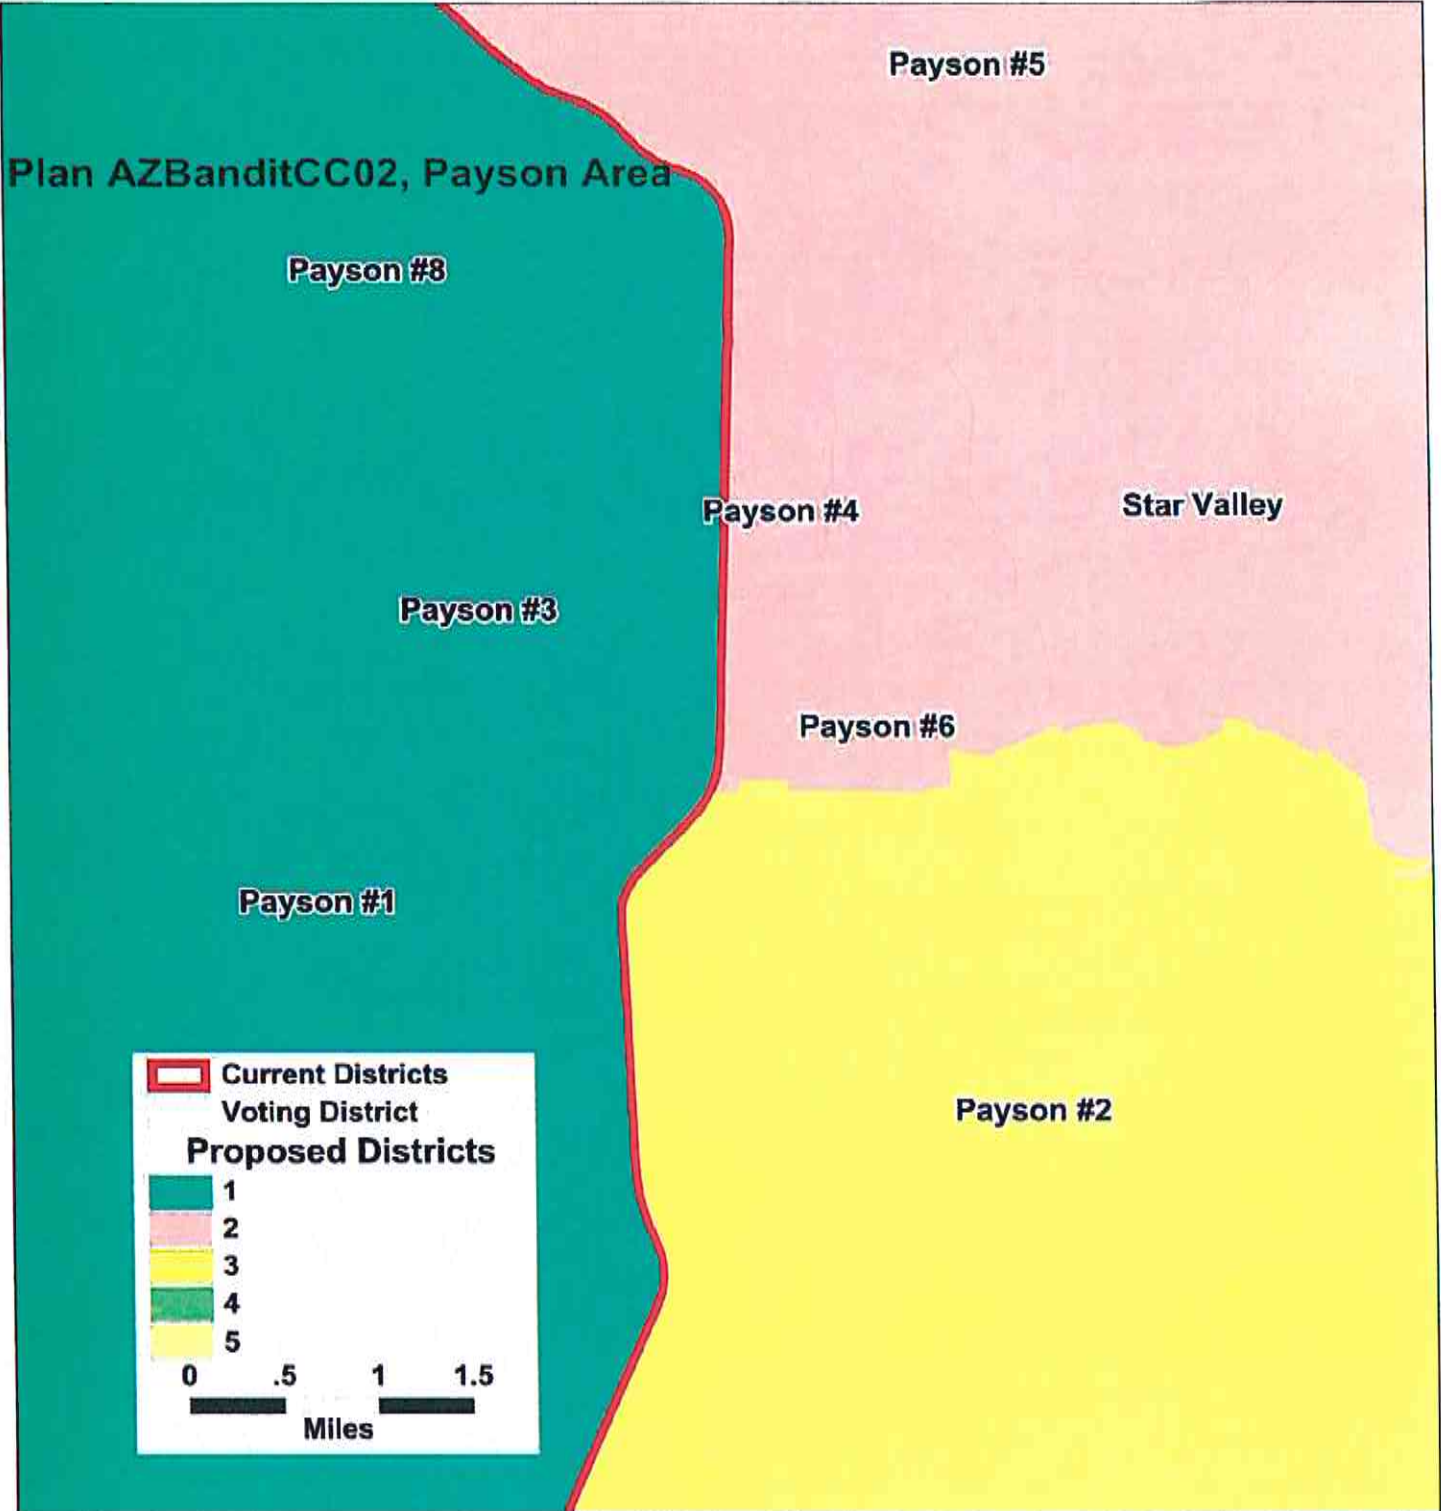 Payson #5
Plan AZBanditCC02, Payson Area
Payson #8
Payson #4
Star Valley
Payson #3
Payson #6
Payson #1
Payson #2
Current Districts
Voting District
Proposed Districts
1
2
3
4
5
0 .5 1 1.5
Miles